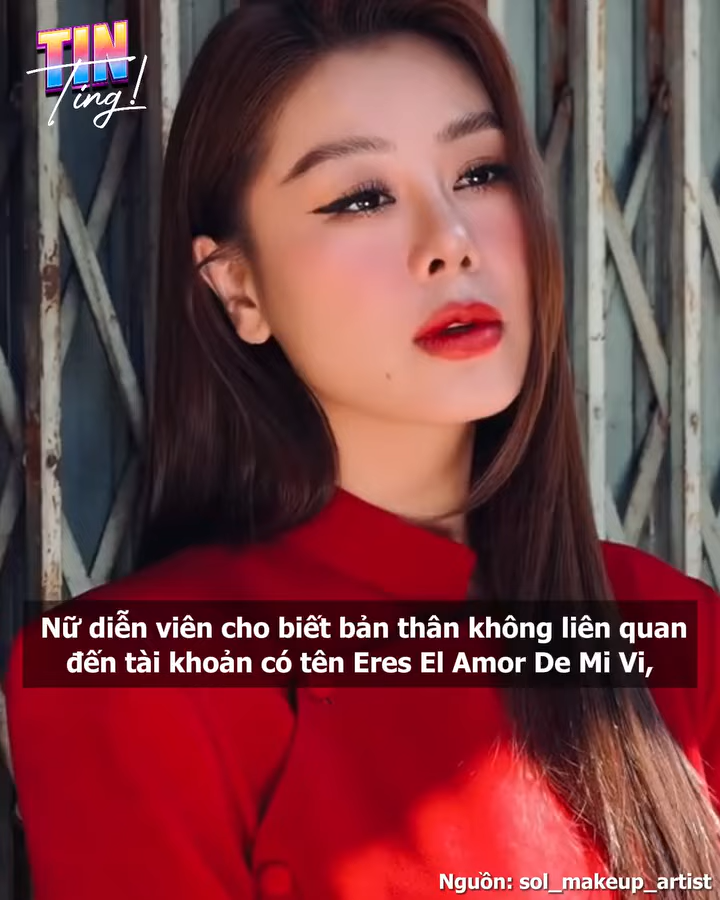 TIN
Ting!
Nữ diễn viên cho biết bản thân không liên quan
đến tài khoản có tên Eres El Amor De Mi Vi,
Nguồn: sol_makeup_artist